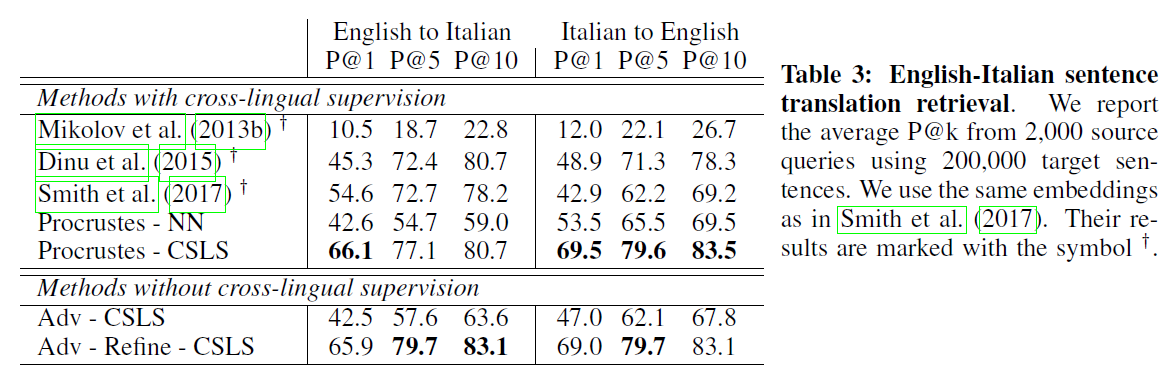 English to Italian Italian to English
P@1 P@5 P@10 P@1 P@5 P@10
Methods with cross-lingual supervision
Mikolov et al. (2013b) † 10.5 18.7 22.8 12.0 22.1 26.7
Dinu et al. (2015) † 45.3 72.4 80.7 48.9 71.3 78.3
Smith et al. (2017) † 54.6 72.7 78.2 42.9 62.2 69.2
Procrustes - NN 42.6 54.7 59.0 53.5 65.5 69.5
Procrustes - CSLS 66.1 77.1 80.7 69.5 79.6 83.5
Methods without cross-lingual supervision
Adv - CSLS 42.5 57.6 63.6 47.0 62.1 67.8
Adv - Refine - CSLS 65.9 79.7 83.1 69.0 79.7 83.1
Table 3: English-Italian sentence
translation retrieval. We report
the average P@k from 2,000 source
queries using 200,000 target sen-
tences. We use the same embeddings
as in Smith et al. (2017). Their re-
sults are marked with the symbol †.